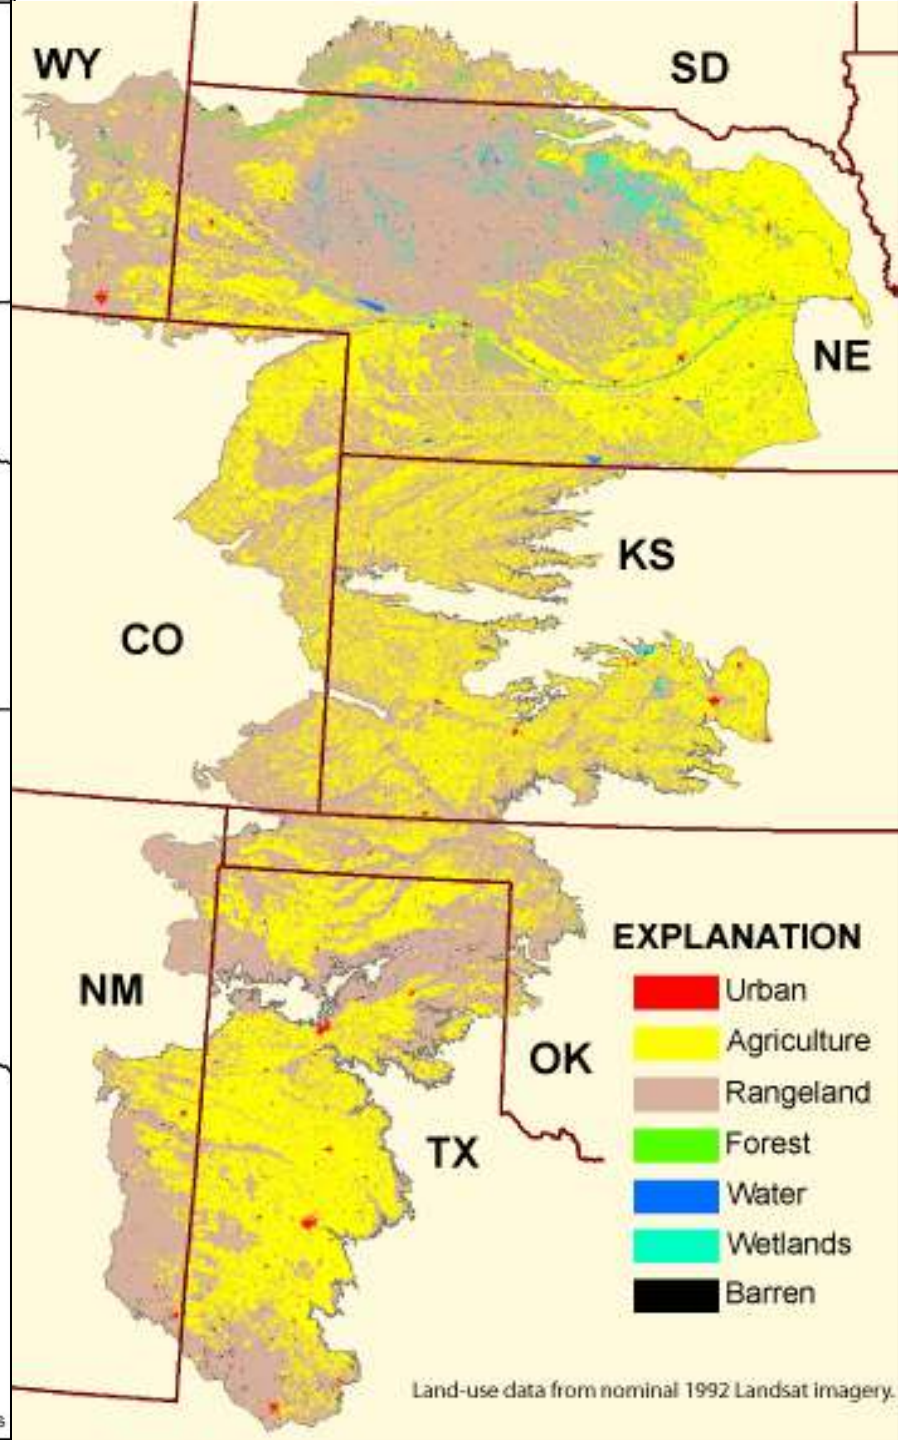 WY
SD
NE
KS
CO
NM
OK
TX
EXPLANATION
Urban
Agriculture
Rangeland
Forest
Water
Wetlands
Barren
Land-use data from nominal 1992 Landsat imagery.
s